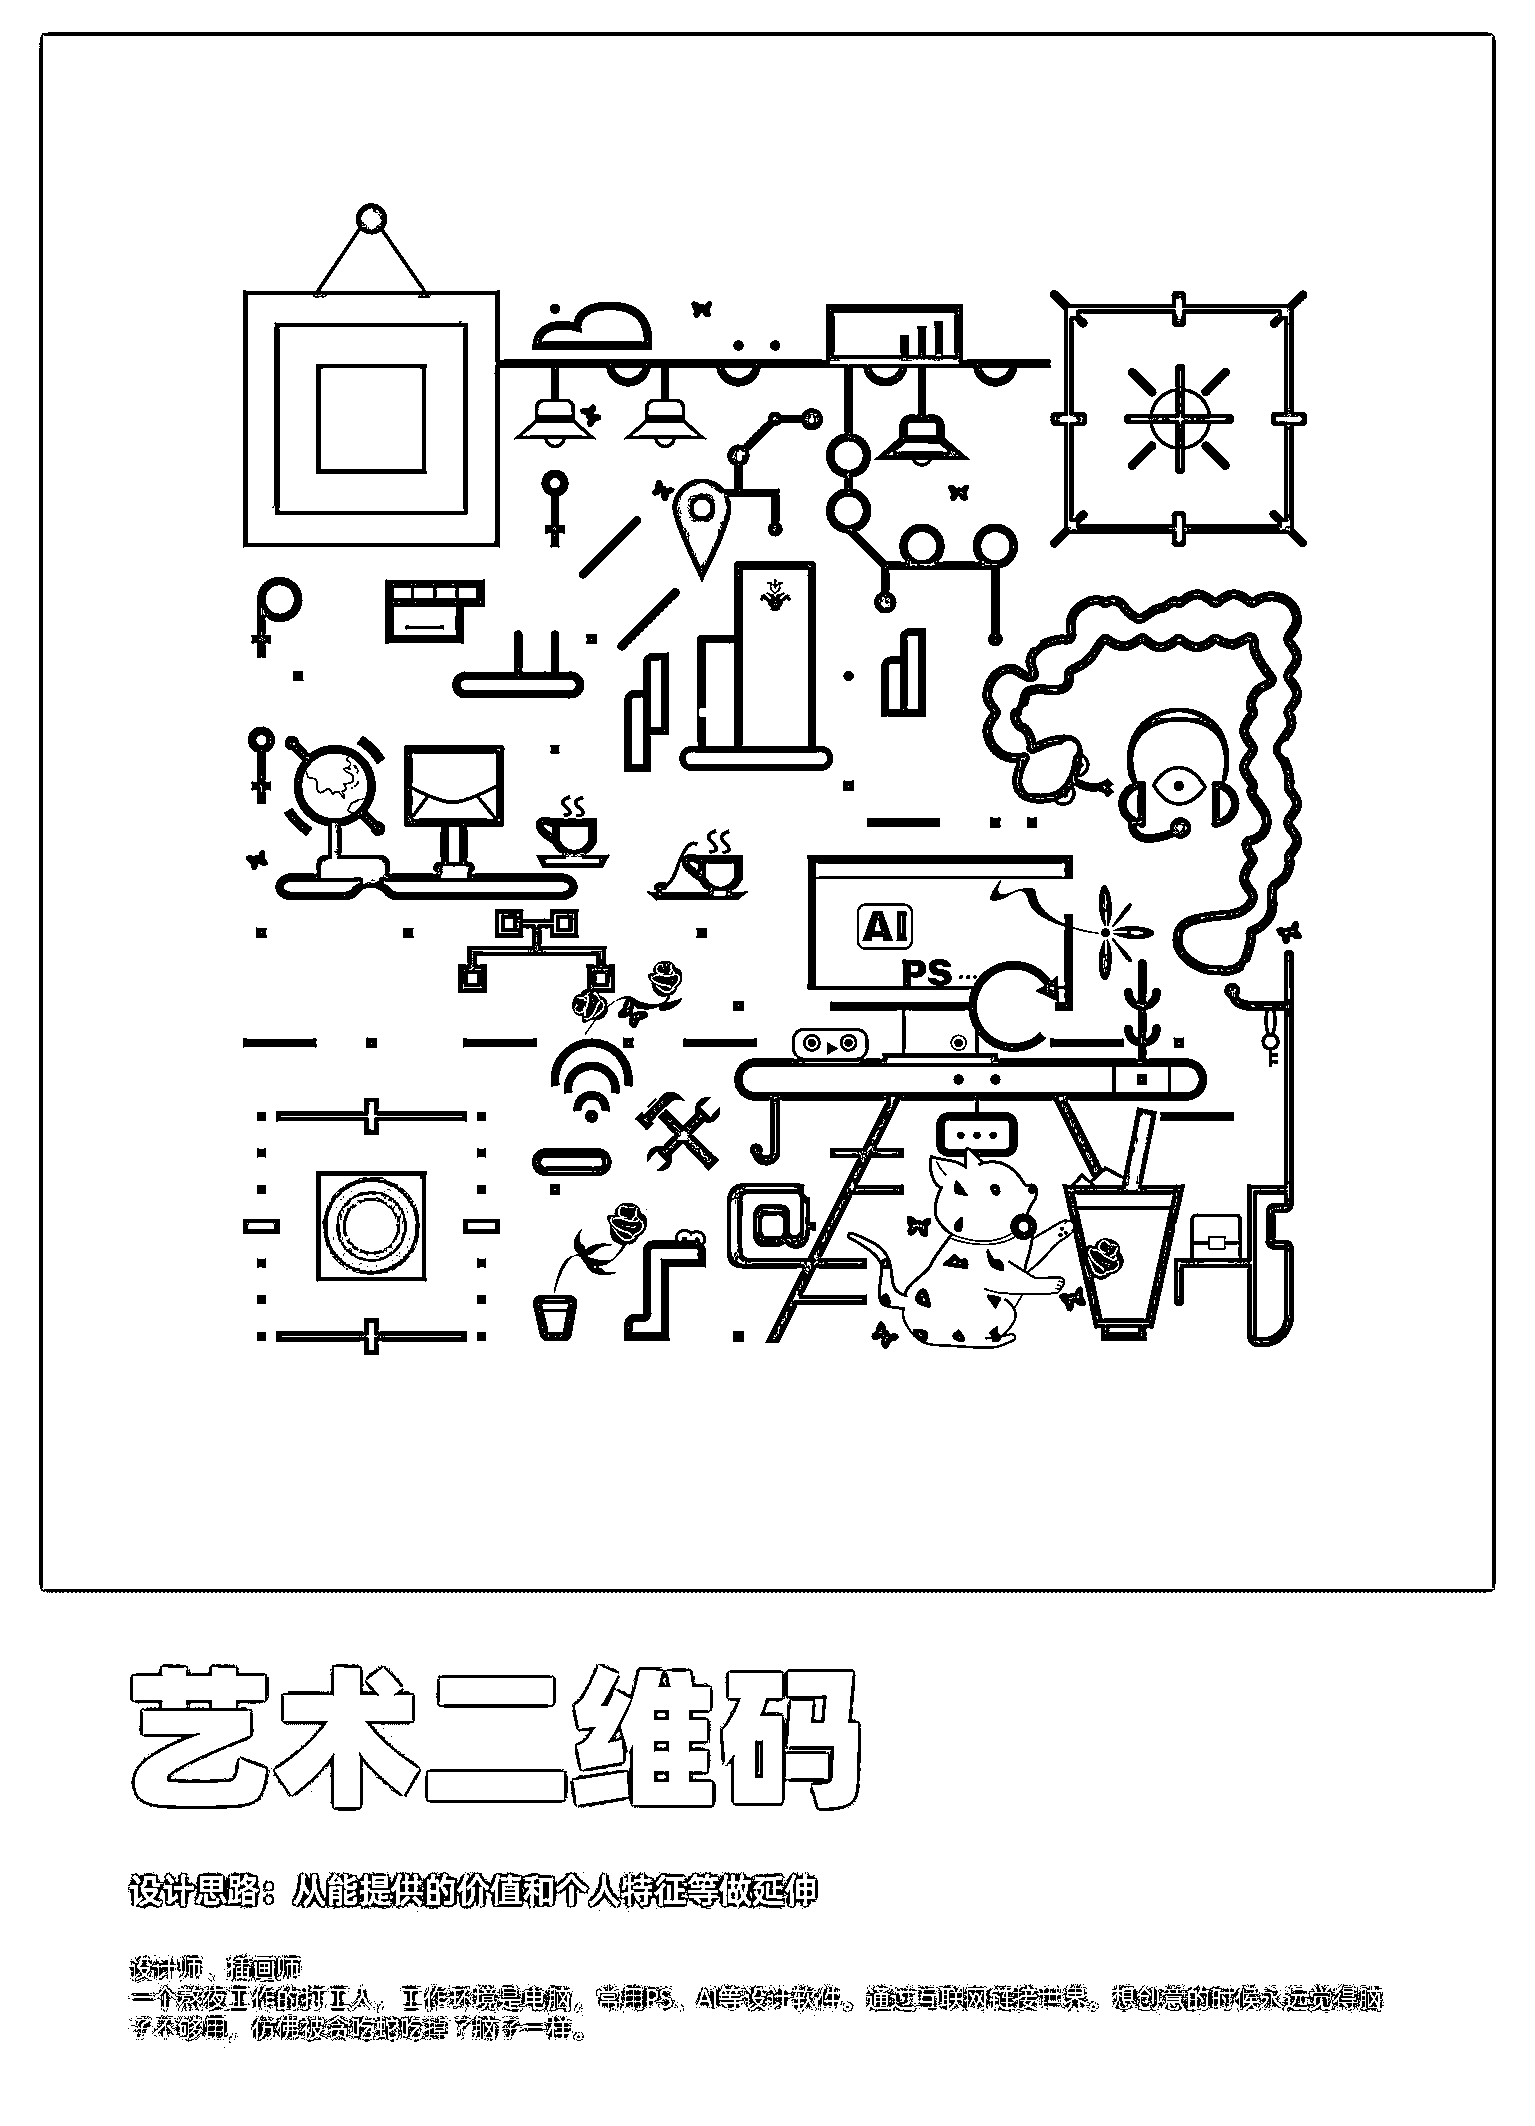 AI
PS...
艺术二维码
设计思路：从能提供的价值和个人特征等做延伸
设计师、插画师
一个熬夜工作的打工人，工作环境是电脑，常用PS、AI等设计软件。通过互联网链接世界。想创意的时候永远觉得脑
子不够用，仿佛被贪吃蛇吃掉了脑子一样。